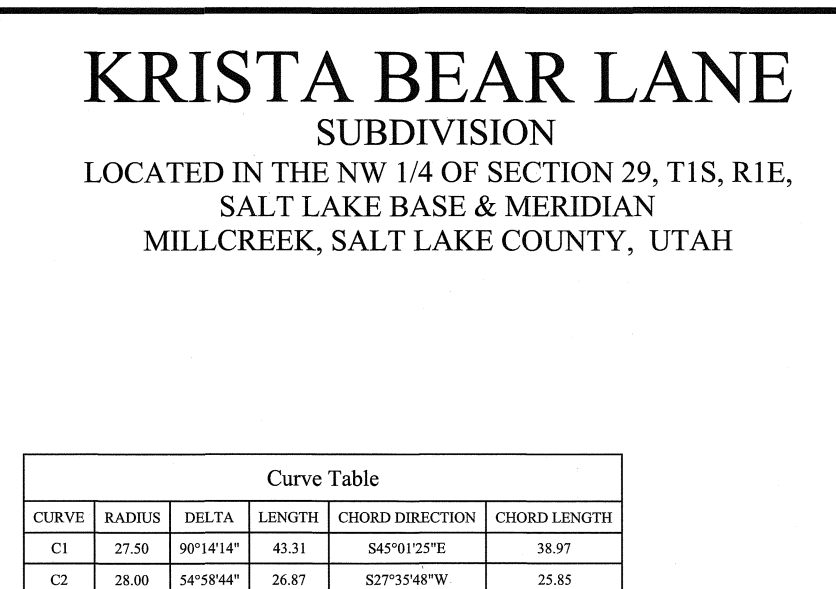 KRISTA BEAR LANE
SUBDIVISION
LOCATED IN THE NW 1/4 OF SECTION 29, T1S, R1E,
SALT LAKE BASE & MERIDIAN
MILLCREEK, SALT LAKE COUNTY, UTAH
Curve Table
CURVE RADIUS DELTA LENGTH CHORD DIRECTION CHORD LENGTH
C1 27.50 90°14'14" 43.31 S45°01'25"E 38.97
C2 28.00 54°58'44" 26.87 S27°35'48"W 25.85